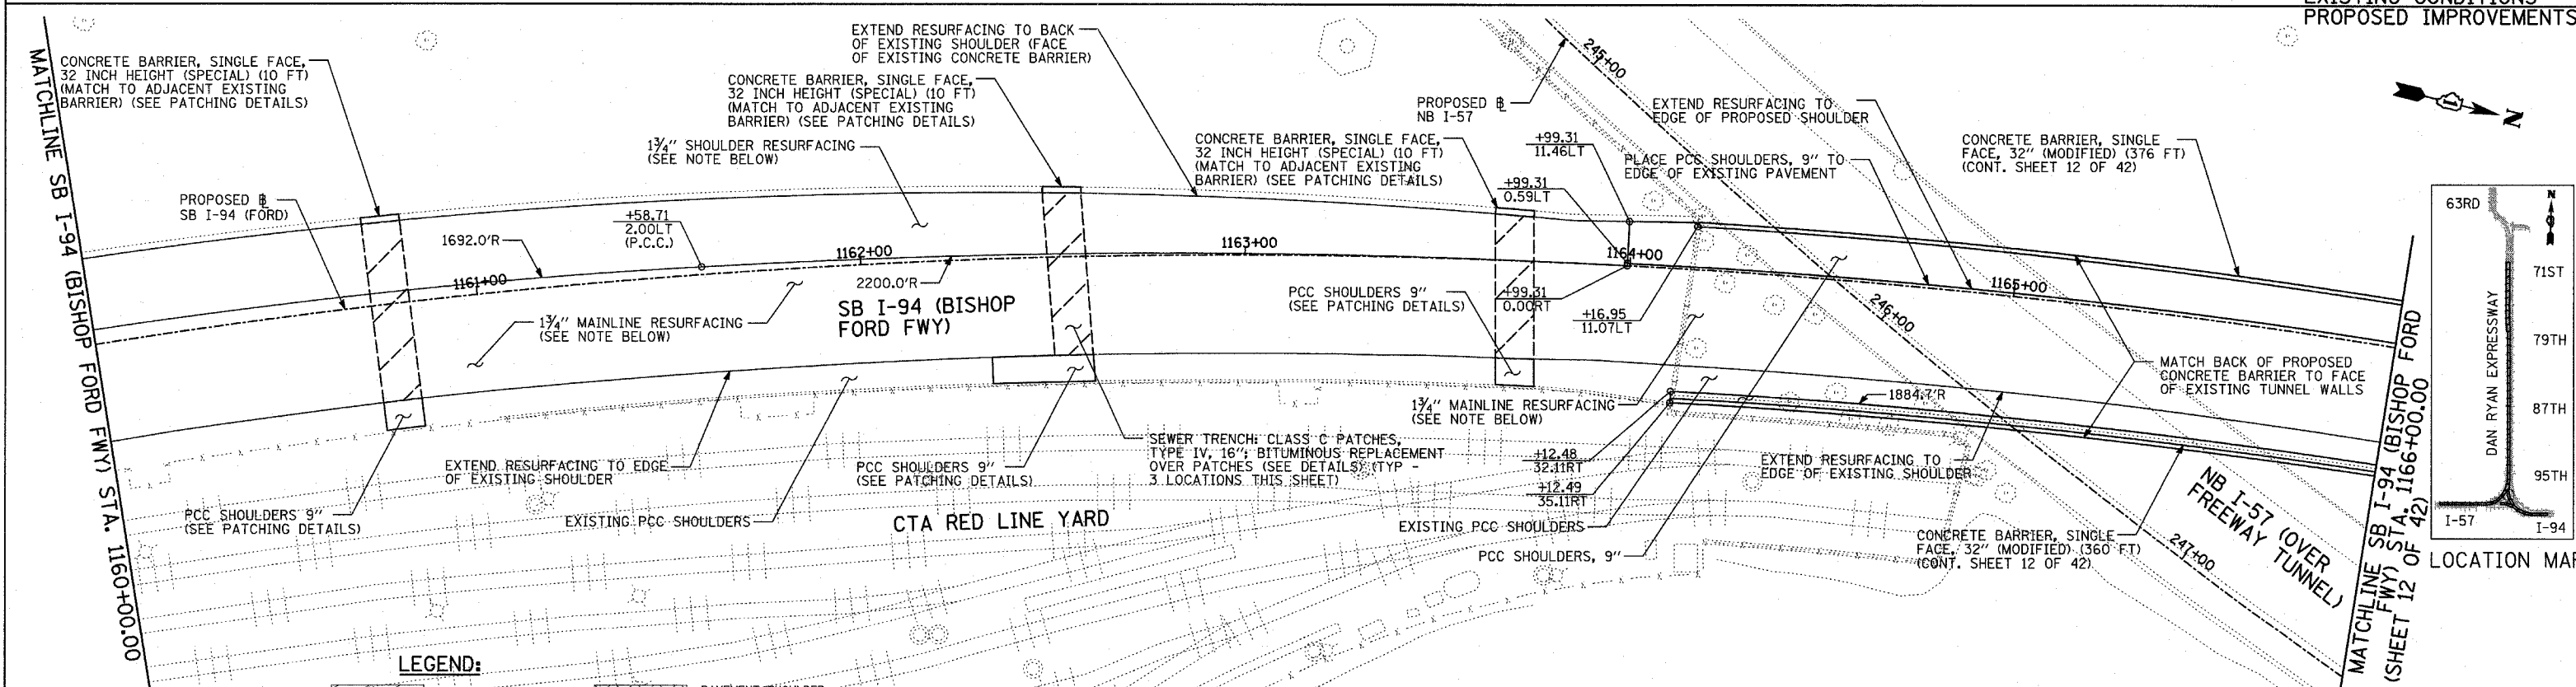 PROPOSED IMPROVEMENTS
MATCHLINE SB I-94 (BISHOP FORD FWY) STA. 1160+00.00
CONCRETE BARRIER, SINGLE FACE,
32 INCH HEIGHT (SPECIAL) (10 FT)
(MATCH TO ADJACENT EXISTING
BARRIER) (SEE PATCHING DETAILS)
EXTEND RESURFACING TO BACK
OF EXISTING SHOULDER (FACE
OF EXISTING CONCRETE BARRIER)
CONCRETE BARRIER, SINGLE FACE,
32 INCH HEIGHT (SPECIAL) (10 FT)
(MATCH TO ADJACENT EXISTING
BARRIER) (SEE PATCHING DETAILS)
1¾" SHOULDER RESURFACING
(SEE NOTE BELOW)
PROPOSED ℄
SB I-94 (FORD)
+58.71
2.00LT
(P.C.C.)
1692.0'R
1161+00
1162+00
2200.0'R
1163+00
SB I-94 (BISHOP
FORD FWY)
1¾" MAINLINE RESURFACING
(SEE NOTE BELOW)
PROPOSED ℄
NB I-57
245+00
CONCRETE BARRIER, SINGLE FACE,
32 INCH HEIGHT (SPECIAL) (10 FT)
(MATCH TO ADJACENT EXISTING
BARRIER) (SEE PATCHING DETAILS)
+99.31
11.46LT
+99.31
0.59LT
EXTEND RESURFACING TO
EDGE OF PROPOSED SHOULDER
PLACE PCC SHOULDERS, 9" TO
EDGE OF EXISTING PAVEMENT
CONCRETE BARRIER, SINGLE
FACE, 32" (MODIFIED) (376 FT)
(CONT. SHEET 12 OF 42)
N
1164+00
PCC SHOULDERS 9"
(SEE PATCHING DETAILS)
+99.31
0.00RT
+16.95
11.07LT
1165+00
246+00
MATCH BACK OF PROPOSED
CONCRETE BARRIER TO FACE
OF EXISTING TUNNEL WALLS
1884.7'R
1¾" MAINLINE RESURFACING
(SEE NOTE BELOW)
SEWER TRENCH: CLASS C PATCHES,
TYPE IV, 16"; BITUMINOUS REPLACEMENT
OVER PATCHES (SEE DETAILS) (TYP -
3 LOCATIONS THIS SHEET)
+12.48
32.11RT
+12.49
35.11RT
EXTEND RESURFACING TO
EDGE OF EXISTING SHOULDER
EXTEND RESURFACING TO EDGE
OF EXISTING SHOULDER
PCC SHOULDERS 9"
(SEE PATCHING DETAILS)
PCC SHOULDERS 9"
(SEE PATCHING DETAILS)
EXISTING PCC SHOULDERS
CTA RED LINE YARD
EXISTING PCC SHOULDERS
PCC SHOULDERS, 9"
CONCRETE BARRIER, SINGLE
FACE, 32" (MODIFIED) (360 FT)
(CONT. SHEET 12 OF 42)
247+00
NB I-57 (OVER
FREEWAY TUNNEL)
MATCHLINE SB I-94 (BISHOP FORD
FWY) STA. 1166+00.00
(SHEET 12 OF 42)
63RD
N
71ST
79TH
87TH
95TH
DAN RYAN EXPRESSWAY
I-57
I-94
LOCATION MAP
LEGEND: